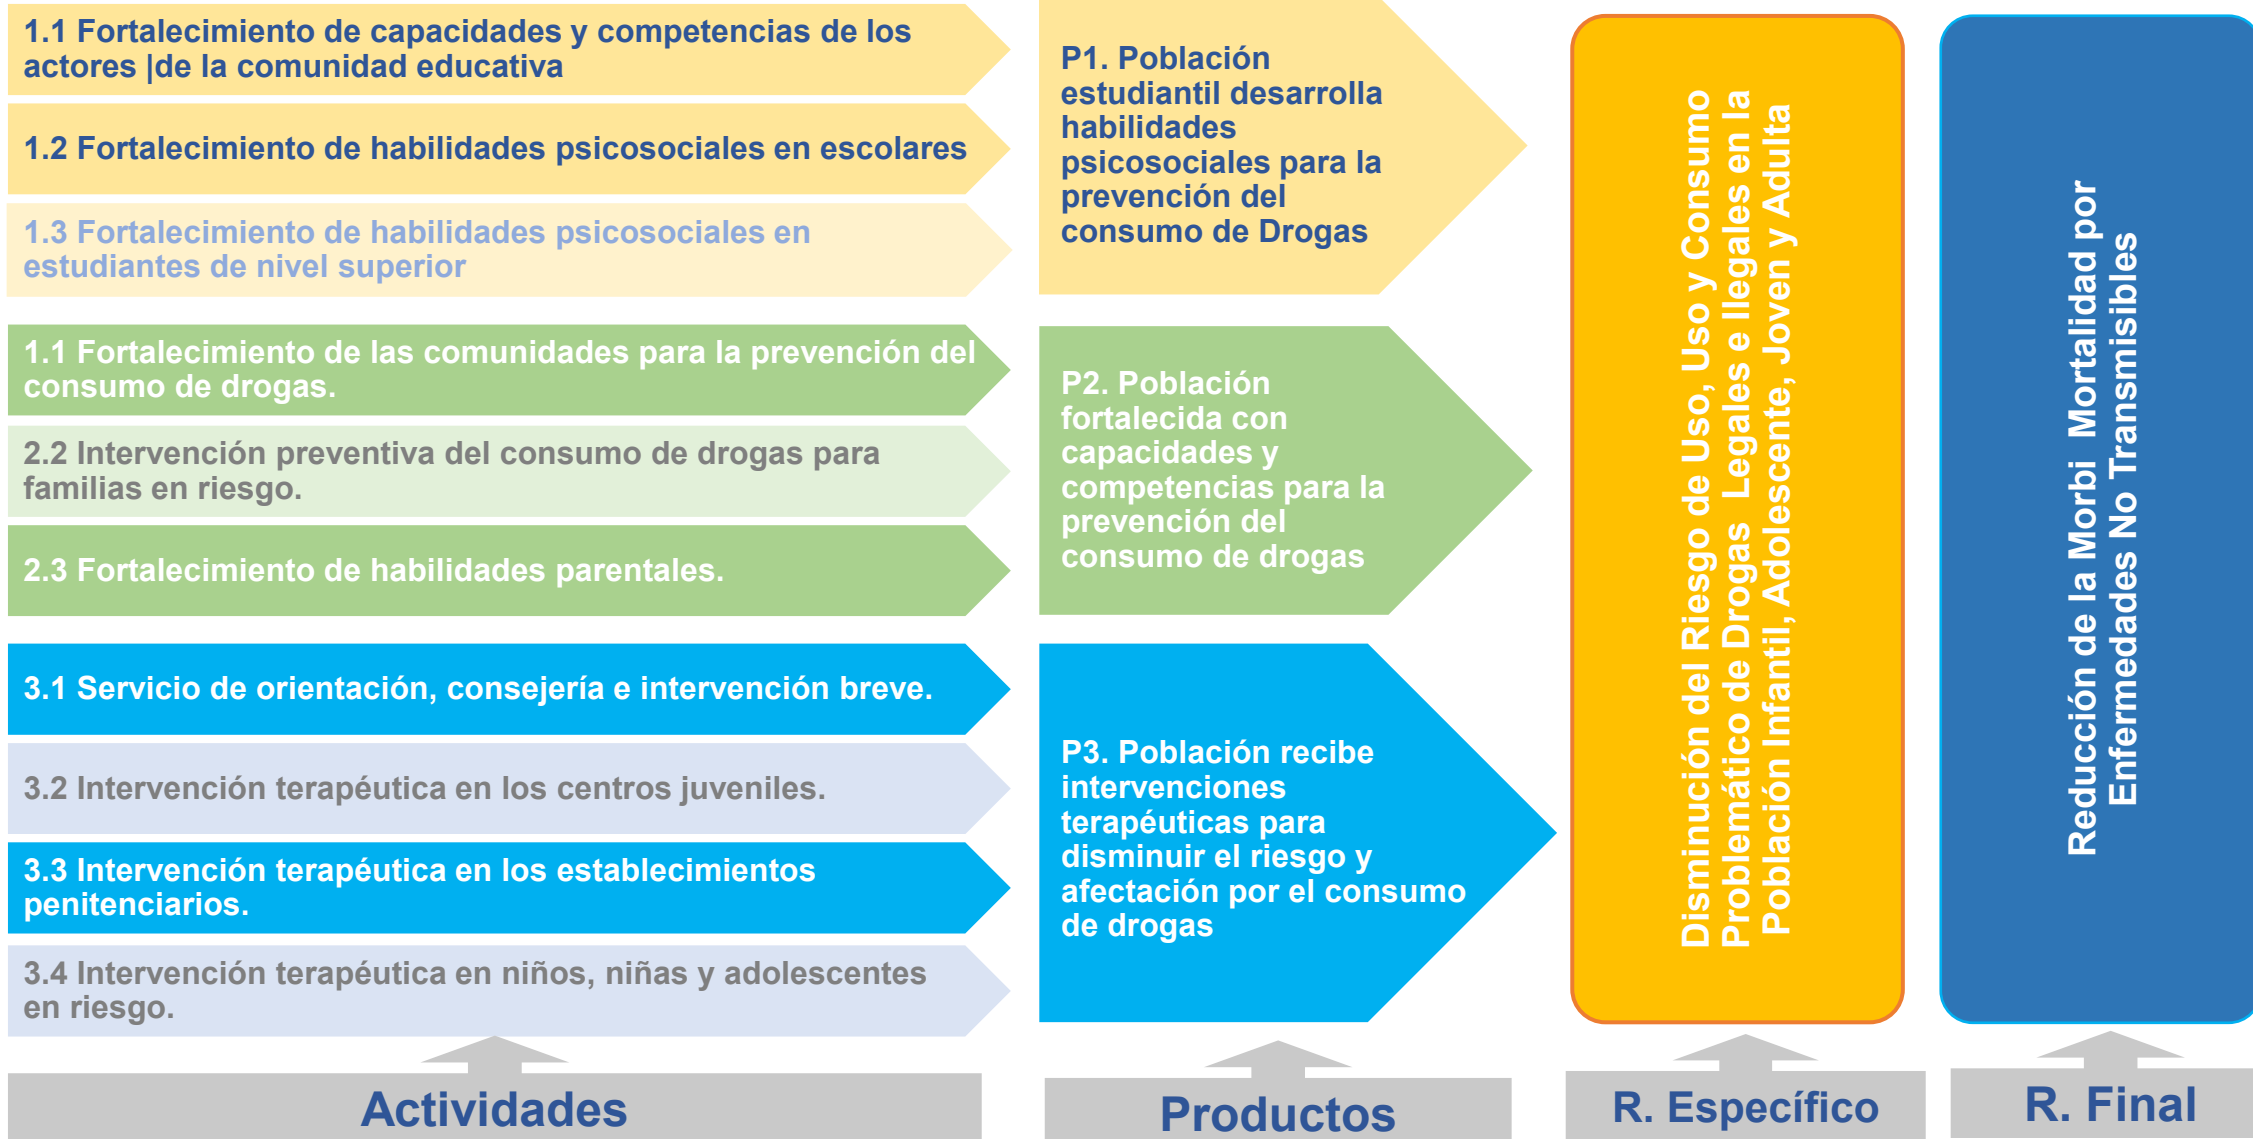 1.1 Fortalecimiento de capacidades y competencias de los
actores |de la comunidad educativa
1.2 Fortalecimiento de habilidades psicosociales en escolares
1.3 Fortalecimiento de habilidades psicosociales en
estudiantes de nivel superior
1.1 Fortalecimiento de las comunidades para la prevención del
consumo de drogas.
2.2 Intervención preventiva del consumo de drogas para
familias en riesgo.
2.3 Fortalecimiento de habilidades parentales.
3.1 Servicio de orientación, consejería e intervención breve.
3.2 Intervención terapéutica en los centros juveniles.
3.3 Intervención terapéutica en los establecimientos
penitenciarios.
3.4 Intervención terapéutica en niños, niñas y adolescentes
en riesgo.
Actividades
P1. Población
estudiantil desarrolla
habilidades
psicosociales para la
prevención del
consumo de Drogas
P2. Población
fortalecida con
capacidades y
competencias para la
prevención del
consumo de drogas
P3. Población recibe
intervenciones
terapéuticas para
disminuir el riesgo y
afectación por el consumo
de drogas
Productos
Disminución del Riesgo de Uso, Uso y Consumo
Problemático de Drogas Legales e Ilegales en la
Población Infantil, Adolescente, Joven y Adulta
R. Específico
Reducción de la Morbi Mortalidad por
Enfermedades No Transmisibles
R. Final